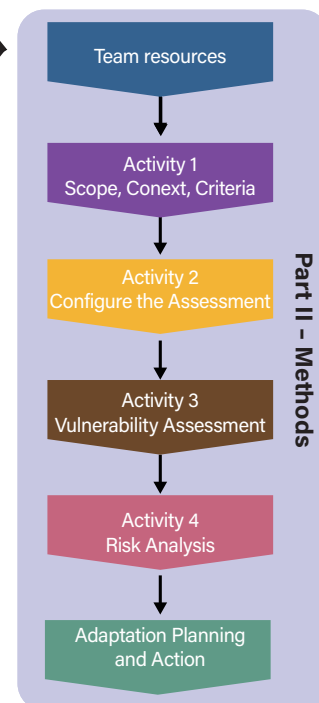 Team resources
Activity 1
Scope, Conext, Criteria
Activity 2
Configure the Assessment
Activity 3
Vulnerability Assessment
Activity 4
Risk Analysis
Adaptation Planning
and Action
Part II – Methods